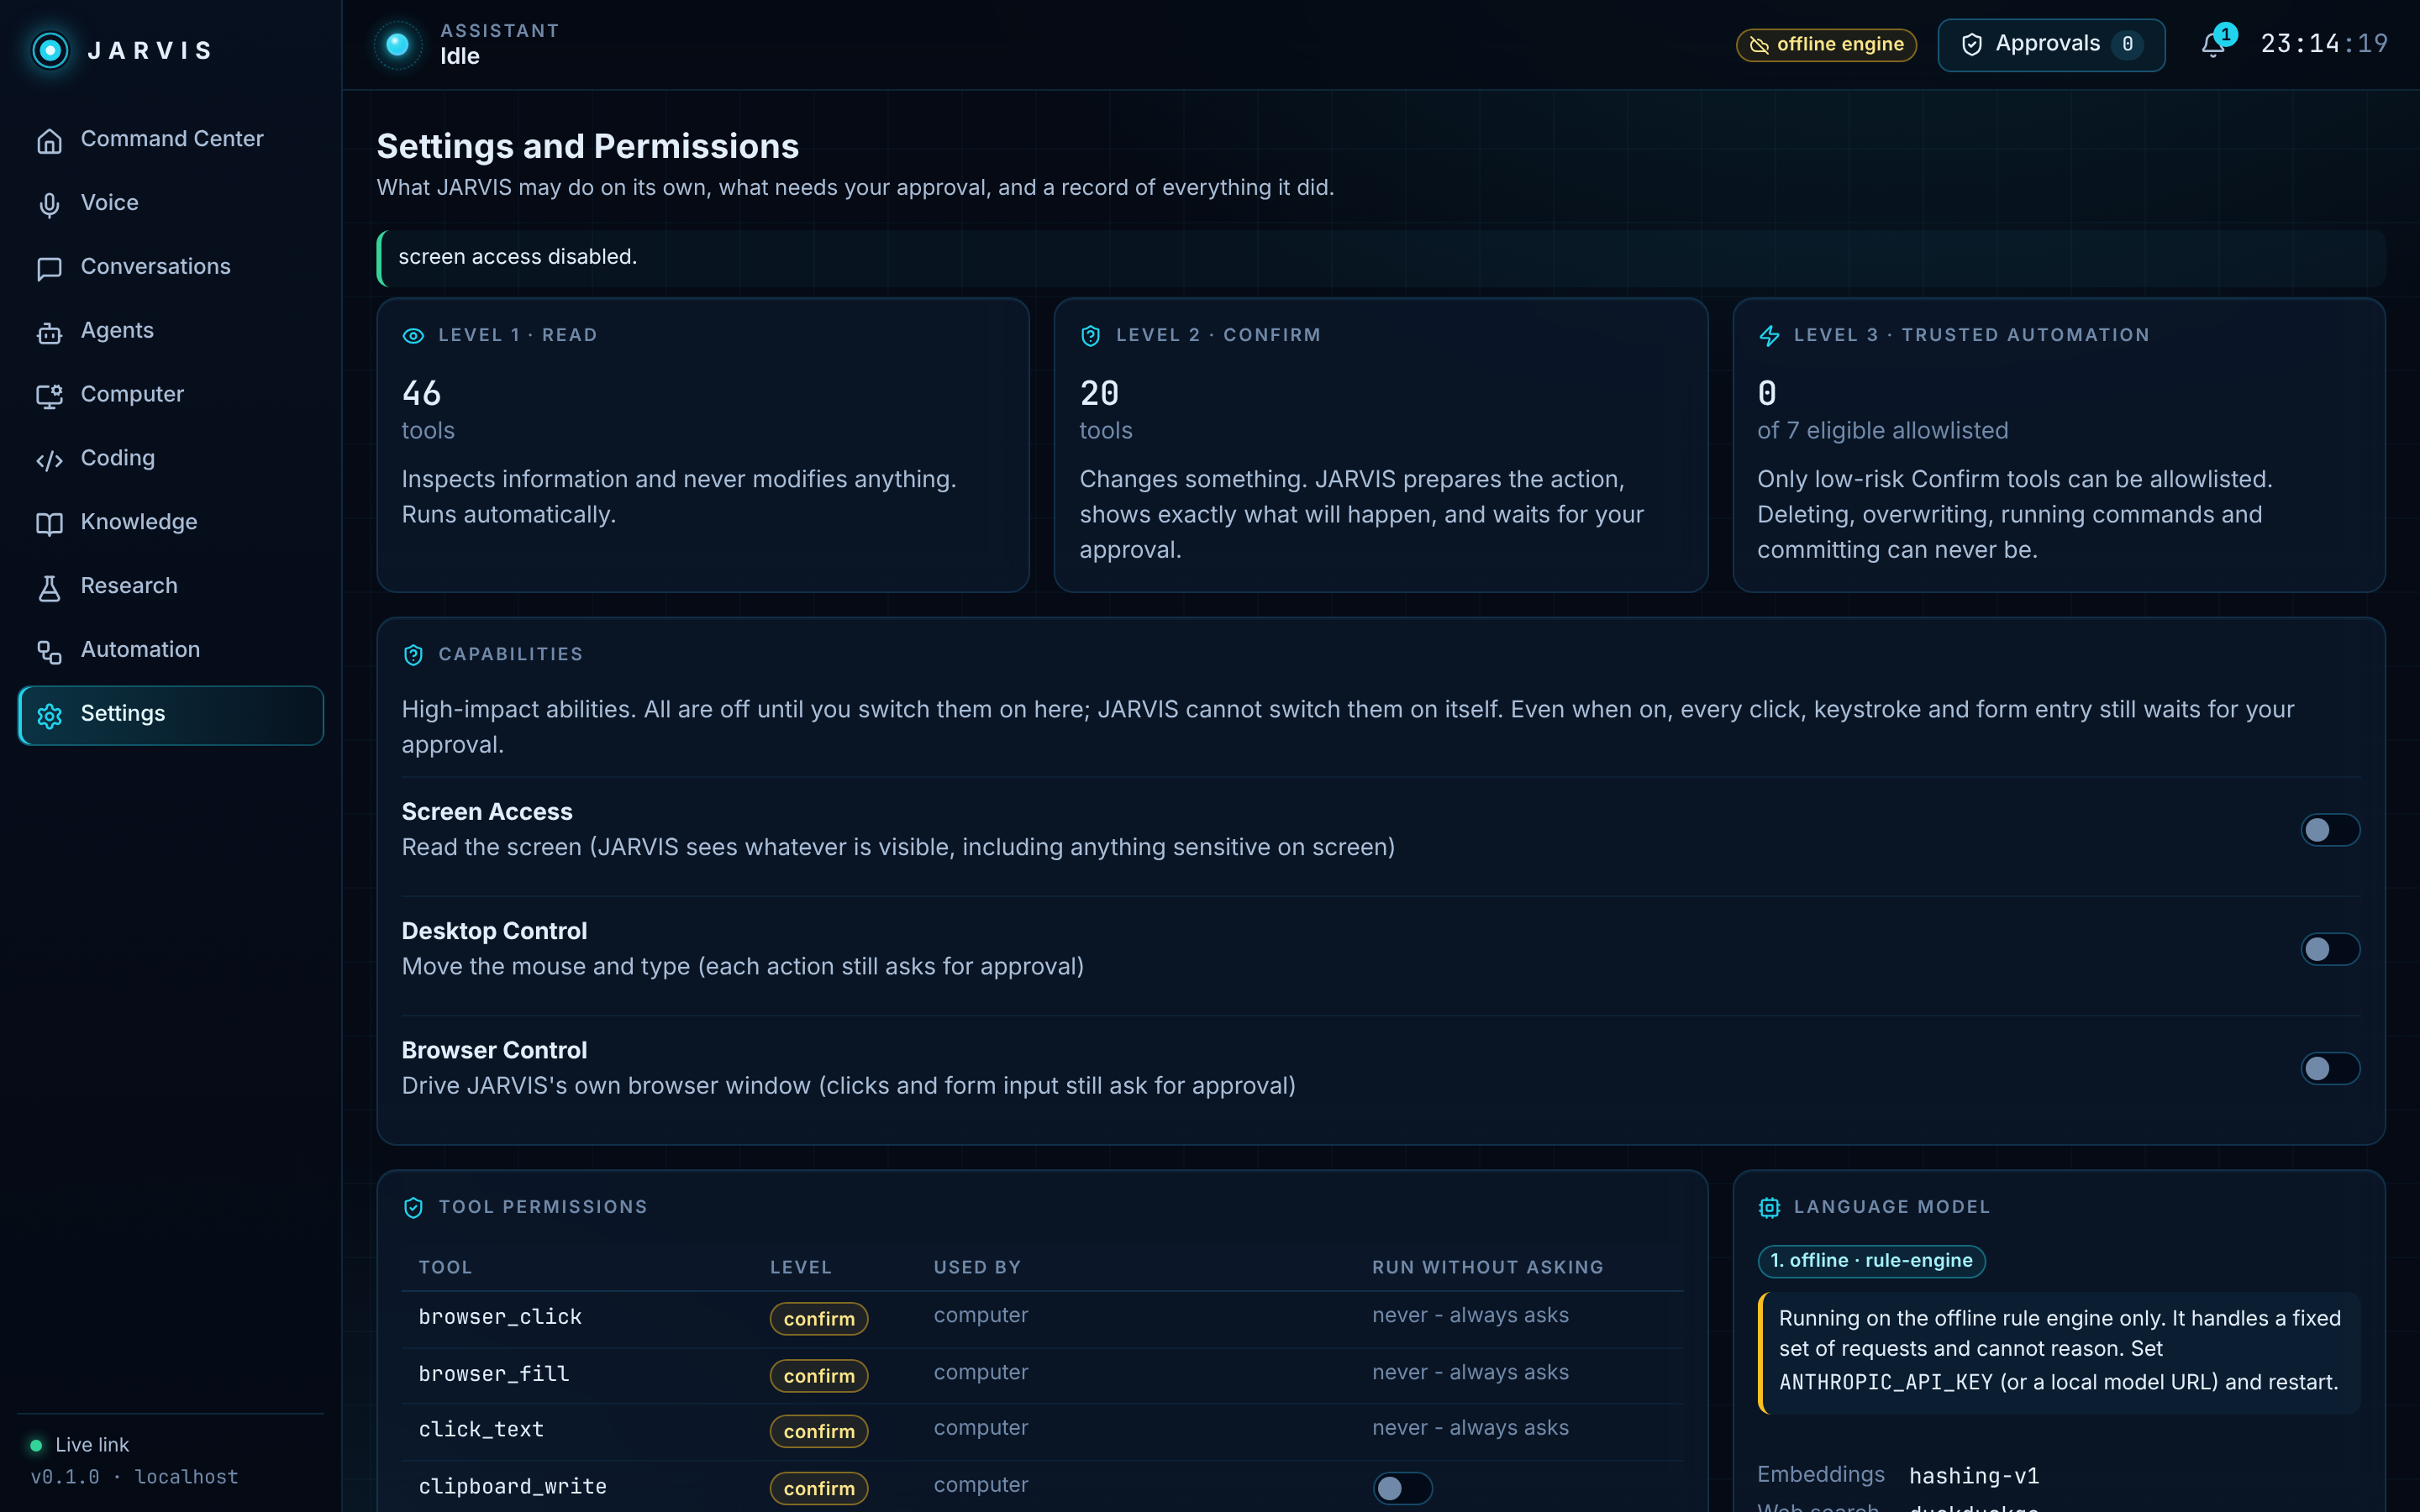 JARVIS
ASSISTANT
Idle
offline engine
Approvals 0
1
23:14:19
Command Center
Voice
Conversations
Agents
Computer
Coding
Knowledge
Research
Automation
Settings
Live link
v0.1.0 · localhost
Settings and Permissions
What JARVIS may do on its own, what needs your approval, and a record of everything it did.
screen access disabled.
LEVEL 1 · READ
46
tools
Inspects information and never modifies anything.
Runs automatically.
LEVEL 2 · CONFIRM
20
tools
Changes something. JARVIS prepares the action,
shows exactly what will happen, and waits for your
approval.
LEVEL 3 · TRUSTED AUTOMATION
0
of 7 eligible allowlisted
Only low-risk Confirm tools can be allowlisted.
Deleting, overwriting, running commands and
committing can never be.
CAPABILITIES
High-impact abilities. All are off until you switch them on here; JARVIS cannot switch them on itself. Even when on, every click, keystroke and form entry still waits for your
approval.
Screen Access
Read the screen (JARVIS sees whatever is visible, including anything sensitive on screen)
Desktop Control
Move the mouse and type (each action still asks for approval)
Browser Control
Drive JARVIS's own browser window (clicks and form input still ask for approval)
TOOL PERMISSIONS
TOOL LEVEL USED BY RUN WITHOUT ASKING
browser_click confirm computer never - always asks
browser_fill confirm computer never - always asks
click_text confirm computer never - always asks
clipboard_write confirm computer
LANGUAGE MODEL
1. offline · rule-engine
Running on the offline rule engine only. It handles a fixed
set of requests and cannot reason. Set
ANTHROPIC_API_KEY (or a local model URL) and restart.
Embeddings hashing-v1
Web search duckduckgo